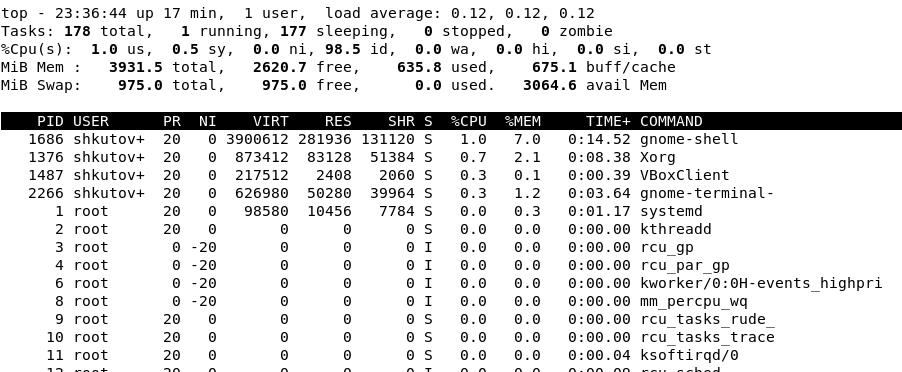 top - 23:36:44 up 17 min,  1 user,  load average: 0.12, 0.12, 0.12
Tasks: 178 total,   1 running, 177 sleeping,   0 stopped,   0 zombie
%Cpu(s):  1.0 us,  0.5 sy,  0.0 ni, 98.5 id,  0.0 wa,  0.0 hi,  0.0 si,  0.0 st
MiB Mem :   3931.5 total,   2620.7 free,    635.8 used,    675.1 buff/cache
MiB Swap:    975.0 total,    975.0 free,      0.0 used.   3064.6 avail Mem
PID USER      PR  NI    VIRT    RES    SHR S  %CPU  %MEM     TIME+ COMMAND
1686 shkutov+  20   0 3900612 281936 131120 S   1.0   7.0   0:14.52 gnome-shell
1376 shkutov+  20   0  873412  83128  51384 S   0.7   2.1   0:08.38 Xorg
1487 shkutov+  20   0  217512   2408   2060 S   0.3   0.1   0:00.39 VBoxClient
2266 shkutov+  20   0  626980  50280  39964 S   0.3   1.2   0:03.64 gnome-terminal-
1 root      20   0   98580  10456   7784 S   0.0   0.3   0:01.17 systemd
2 root      20   0       0      0      0 S   0.0   0.0   0:00.00 kthreadd
3 root       0 -20       0      0      0 I   0.0   0.0   0:00.00 rcu_gp
4 root       0 -20       0      0      0 I   0.0   0.0   0:00.00 rcu_par_gp
6 root       0 -20       0      0      0 I   0.0   0.0   0:00.00 kworker/0:0H-events_highpri
8 root       0 -20       0      0      0 I   0.0   0.0   0:00.00 mm_percpu_wq
9 root      20   0       0      0      0 S   0.0   0.0   0:00.00 rcu_tasks_rude_
10 root      20   0       0      0      0 S   0.0   0.0   0:00.00 rcu_tasks_trace
11 root      20   0       0      0      0 S   0.0   0.0   0:00.04 ksoftirqd/0